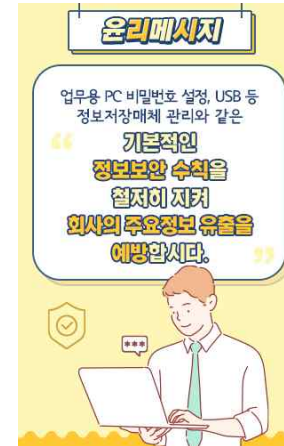 윤리메시지
업무용 PC 비밀번호 설정, USB 등
정보저장매체 관리와 같은
기본적인
정보보안 수칙을
철저히 지켜
회사의 주요정보 유출을
예방합시다.
***